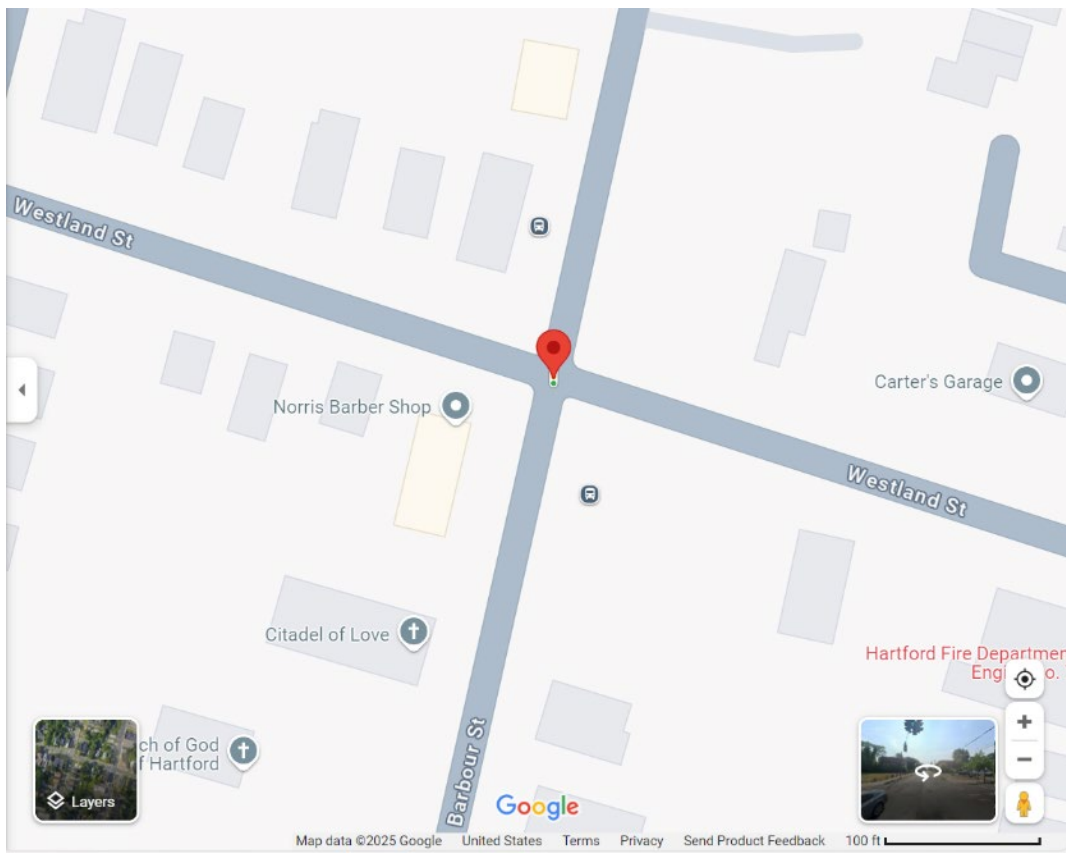 Westland St
Norris Barber Shop
Carter's Garage
Westland St
Citadel of Love
Hartford Fire Departmen
Engi
o.
ch of God
f Hartford
Barbour St
Layers
Google
Map data ©2025 Google United States Terms Privacy Send Product Feedback 100 ft